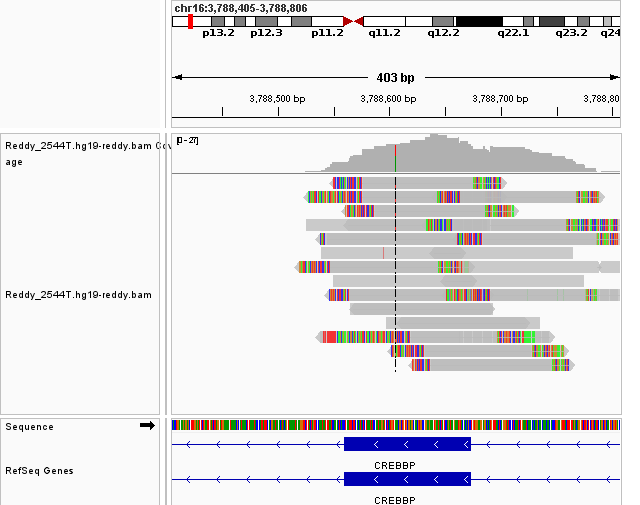 chr16:3,788,405-3,788,806
p13.2 p12.3 p11.2 q11.2 q12.2 q22.1 q23.2 q24
403 bp
3,788,500 bp 3,788,600 bp 3,788,700 bp 3,788,80
Reddy_2544T.hg19-reddy.bam Cov
age
[0 - 27]
Reddy_2544T.hg19-reddy.bam
Sequence
CREBBP
RefSeq Genes
CREBBP